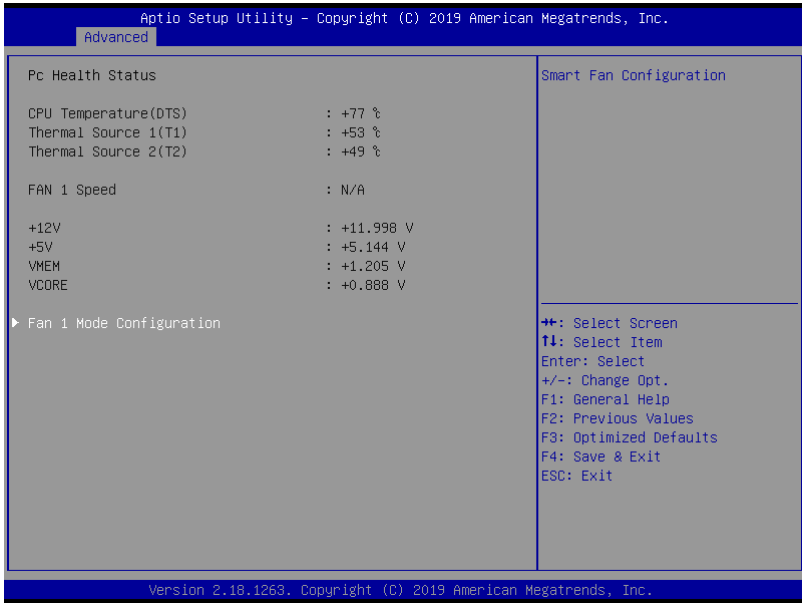 Aptio Setup Utility – Copyright (C) 2019 American Megatrends, Inc.
Advanced
Pc Health Status
CPU Temperature(DTS) : +77 ℃
Thermal Source 1(T1) : +53 ℃
Thermal Source 2(T2) : +49 ℃
FAN 1 Speed : N/A
+12V : +11.998 V
+5V : +5.144 V
VMEM : +1.205 V
VCORE : +0.888 V
▶ Fan 1 Mode Configuration
Smart Fan Configuration
→←: Select Screen
↑↓: Select Item
Enter: Select
+/-: Change Opt.
F1: General Help
F2: Previous Values
F3: Optimized Defaults
F4: Save & Exit
ESC: Exit
Version 2.18.1263. Copyright (C) 2019 American Megatrends, Inc.